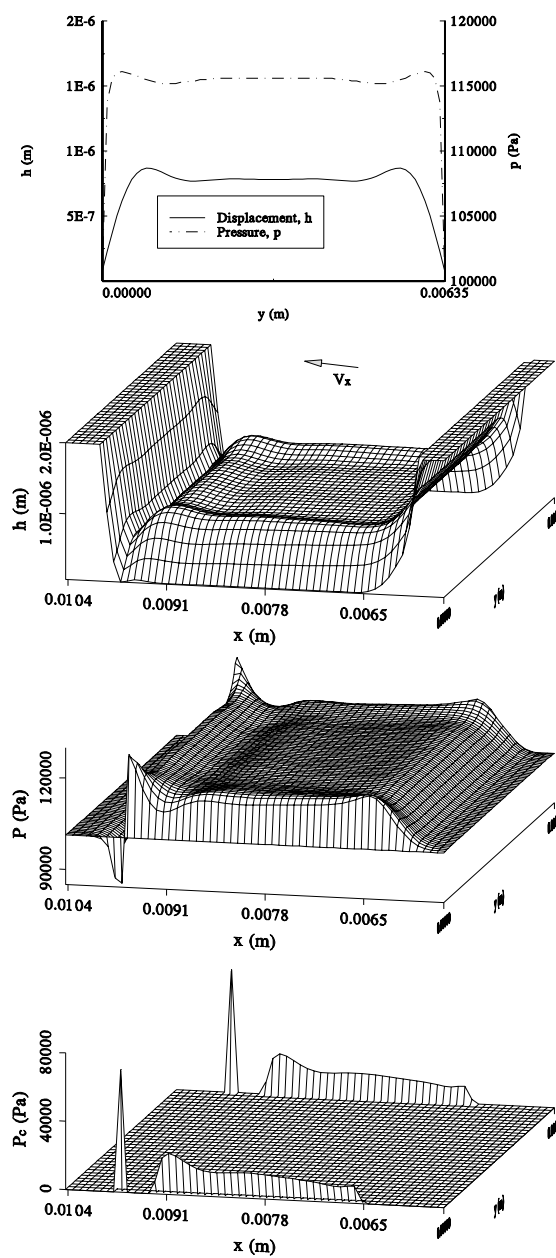 2E-6
120000
1E-6
115000
h (m)
1E-6
110000
p (Pa)
5E-7
105000
Displacement, h
Pressure, p
100000
0.00000
0.00635
y (m)
Vx
h (m)
2.0E-006
1.0E-006
0.0104
0.0091
0.0078
0.0065
x (m)
y (m)
P (Pa)
120000
90000
0.0104
0.0091
0.0078
0.0065
x (m)
y (m)
Pc (Pa)
80000
40000
0
0.0104
0.0091
0.0078
0.0065
x (m)
y (m)